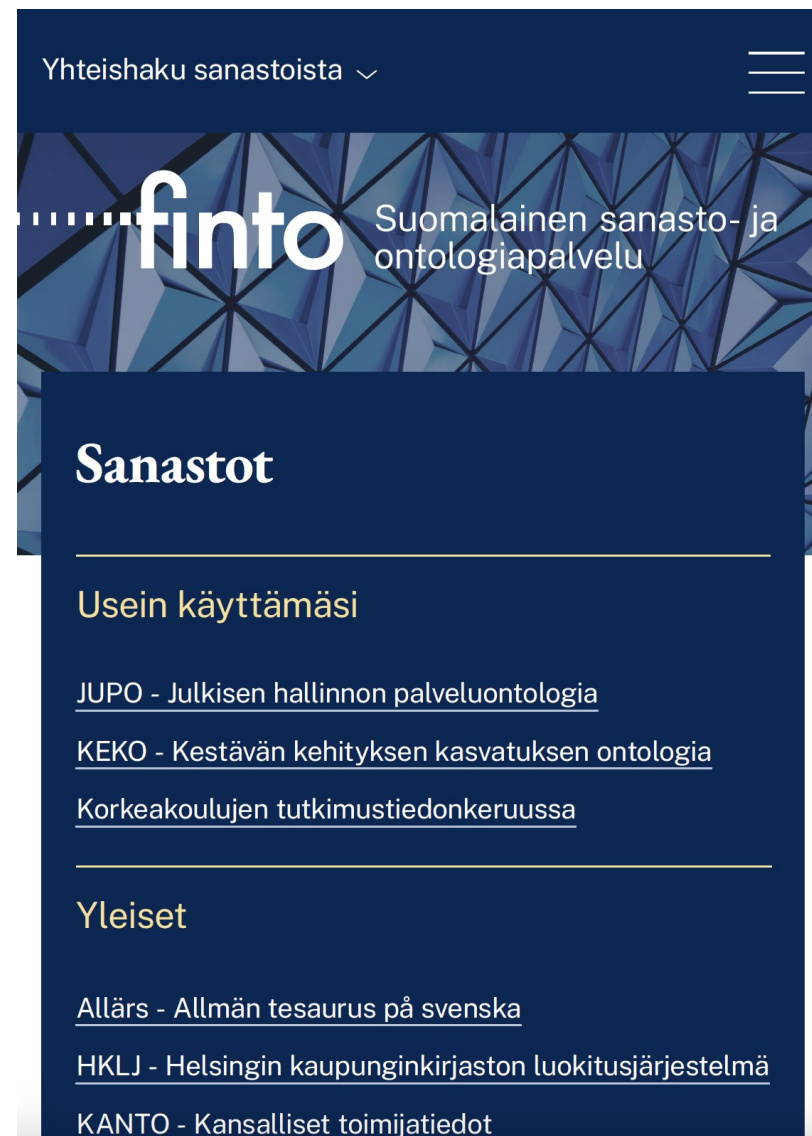 Yhteishaku sanastoista
finto
Suomalainen sanasto- ja
ontologiapalvelu
Sanastot
Usein käyttämäsi
JUPO - Julkisen hallinnon palveluontologia
KEKO - Kestävän kehityksen kasvatuksen ontologia
Korkeakoulujen tutkimustiedonkeruussa
Yleiset
Allärs - Allmän tesaurus på svenska
HKLJ - Helsingin kaupunginkirjaston luokitusjärjestelmä
KANTO - Kansalliset toimijatiedot